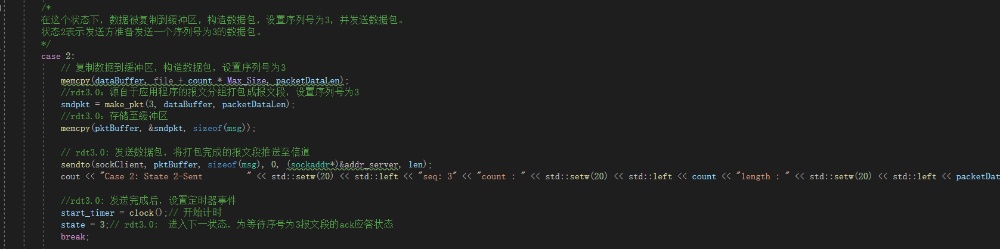 /*
在这个状态下，数据被复制到缓冲区，构造数据包，设置序列号为3，并发送数据包。
状态2表示发送方准备发送一个序列号为3的数据包。
*/
case 2:
// 复制数据到缓冲区，构造数据包，设置序列号为3
memcpy(dataBuffer, file + count * Max_Size, packetDataLen);
//rdt3.0：源自于应用程序的报文分组打包成报文段，设置序列号为3
sndpkt = make_pkt(3, dataBuffer, packetDataLen);
//rdt3.0：存储至缓冲区
memcpy(pktBuffer, &sndpkt, sizeof(msg));
// rdt3.0: 发送数据包，将打包完成的报文段推送至信道
sendto(sockClient, pktBuffer, sizeof(msg), 0, (sockaddr*)&addr_server, len);
cout << "Case 2: State 2-Sent           " << std::setw(20) << std::left << "seq: 3" << "count : " << std::setw(20) << std::left << count << "length : " << std::setw(20) << std::left << packetDat
//rdt3.0: 发送完成后，设置定时器事件
start_timer = clock();// 开始计时
state = 3;// rdt3.0:  进入下一状态，为等待序号为3报文段的ack应答状态
break;